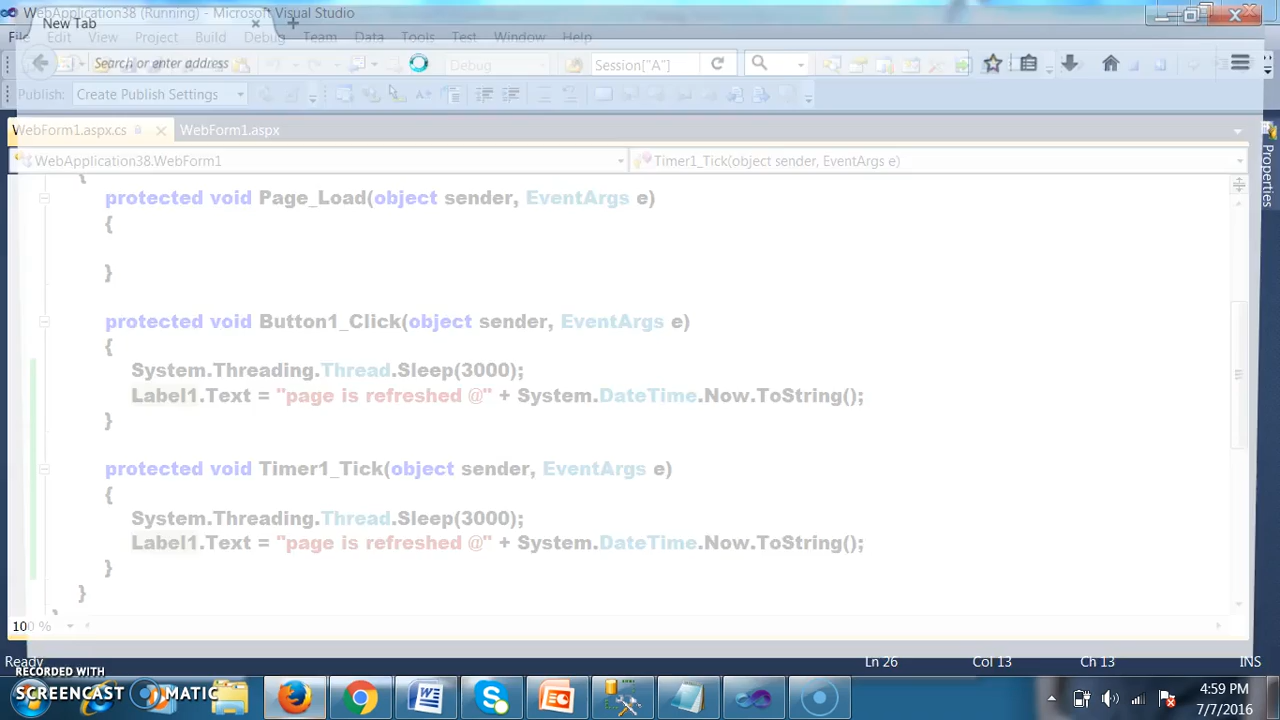 WebApplication38 (Running) - Microsoft Visual Studio
New Tab
File Edit View Project Build Debug Team Data Tools Test Window Help
Search or enter address
Debug
Session["A"]
Publish: Create Publish Settings
WebForm1.aspx.cs
WebForm1.aspx
WebApplication38.WebForm1
Timer1_Tick(object sender, EventArgs e)
Properties
{
protected void Page_Load(object sender, EventArgs e)
{
}
protected void Button1_Click(object sender, EventArgs e)
{
System.Threading.Thread.Sleep(3000);
Label1.Text = "page is refreshed @" + System.DateTime.Now.ToString();
}
protected void Timer1_Tick(object sender, EventArgs e)
{
System.Threading.Thread.Sleep(3000);
Label1.Text = "page is refreshed @" + System.DateTime.Now.ToString();
}
}
}
100 %
Ready
Ln 26
Col 13
Ch 13
INS
RECORDED WITH
SCREENCAST MATIC
4:59 PM
7/7/2016